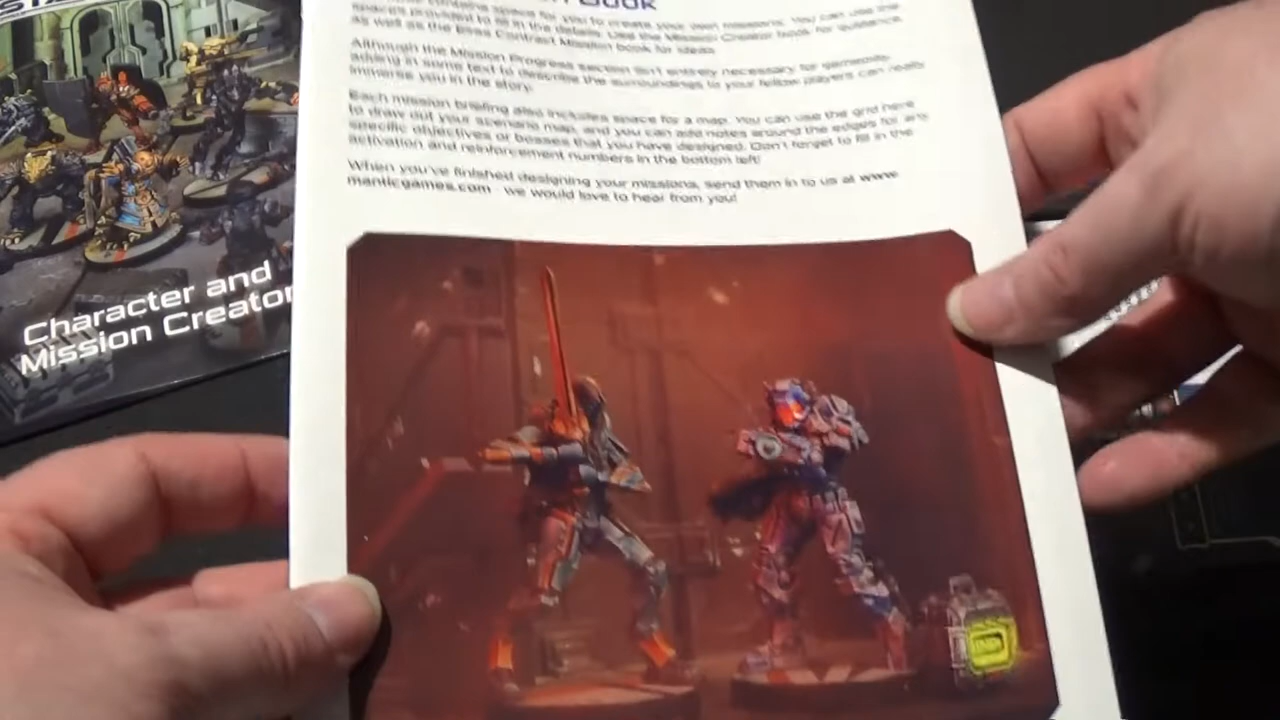 STA
Character and
Mission Creator
Book
contains space for you to create your own missions. You can use the
spaces provided to fill in the details. Use the Mission Creator book for guidance,
as well as the Boss Contract Mission book for ideas.
Although the Mission Progress section isn't entirely necessary for gameplay,
adding in some text to describe the surroundings to your fellow players can really
immerse you in the story.
Each mission briefing also includes space for a map. You can use the grid here
to draw out your scenario map, and you can add notes around the edges for any
specific objectives or bosses that you have designed. Don't forget to fill in the
activation and reinforcement numbers in the bottom left!
When you've finished designing your missions, send them in to us at www.
manticgames.com - we would love to hear from you!